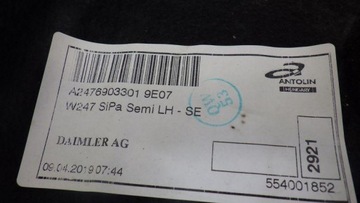 ANTOLIN
HUNGARY
A2476903301 9E07
W247 SiPa Semi LH - SE
DAIMLER AG
09.04.2019 07:44
2921
554001852